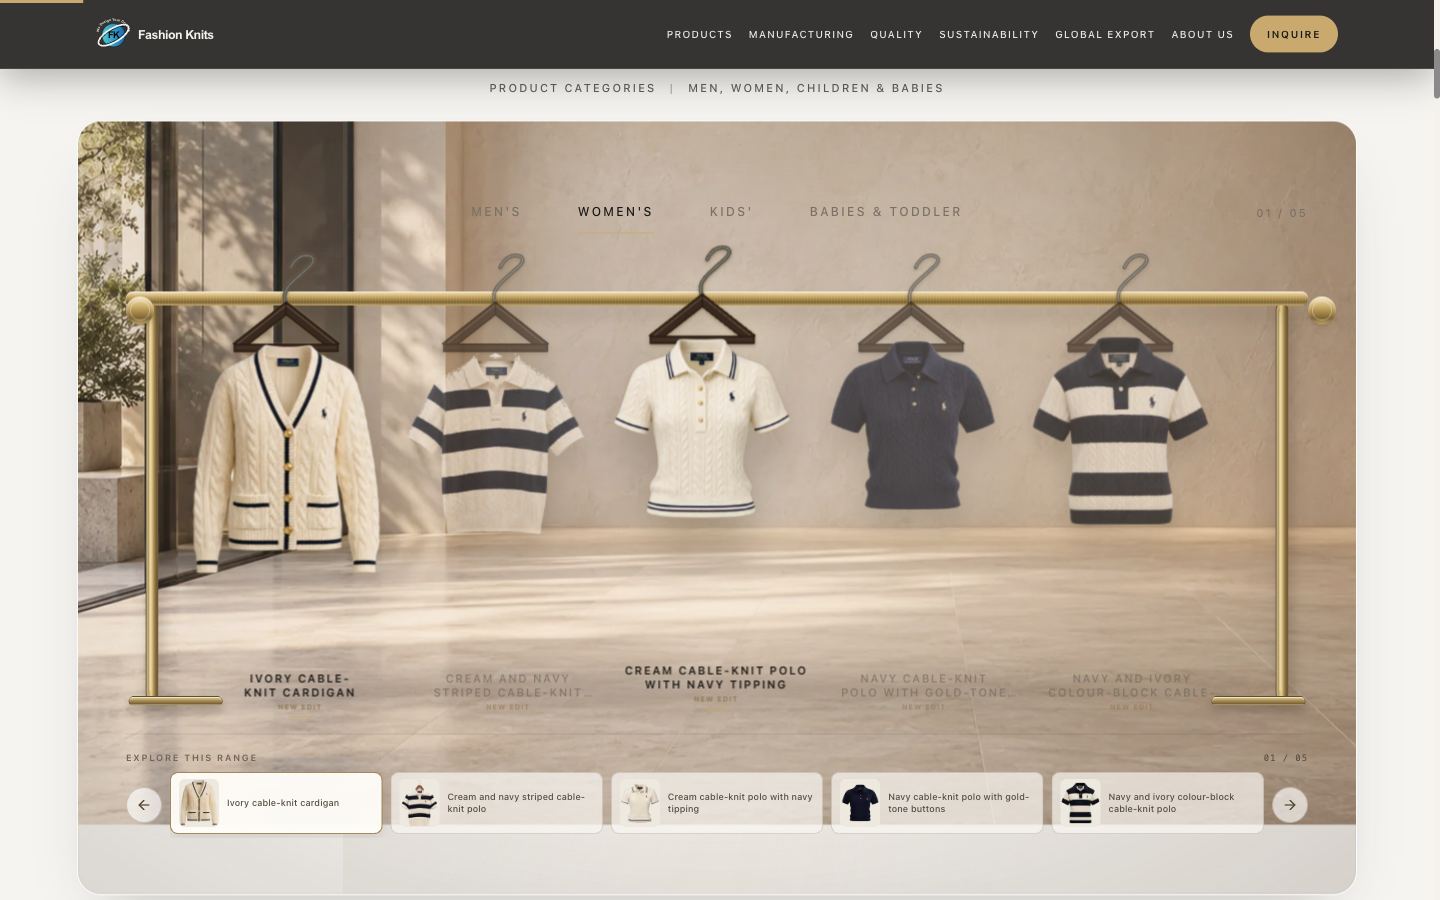 FK
Fashion Knits
PRODUCTS
MANUFACTURING
QUALITY
SUSTAINABILITY
GLOBAL EXPORT
ABOUT US
INQUIRE
PRODUCT CATEGORIES | MEN, WOMEN, CHILDREN & BABIES
MEN'S
WOMEN'S
KIDS'
BABIES & TODDLER
01 / 05
IVORY CABLE-
KNIT CARDIGAN
NEW EDIT
CREAM AND NAVY
STRIPED CABLE-KNIT...
NEW EDIT
CREAM CABLE-KNIT POLO
WITH NAVY TIPPING
NEW EDIT
NAVY CABLE-KNIT
POLO WITH GOLD-TONE...
NEW EDIT
NAVY AND IVORY
COLOUR-BLOCK CABLE-...
NEW EDIT
EXPLORE THIS RANGE
01 / 05
Ivory cable-knit cardigan
Cream and navy striped cable-
knit polo
Cream cable-knit polo with navy
tipping
Navy cable-knit polo with gold-
tone buttons
Navy and ivory colour-block
cable-knit polo